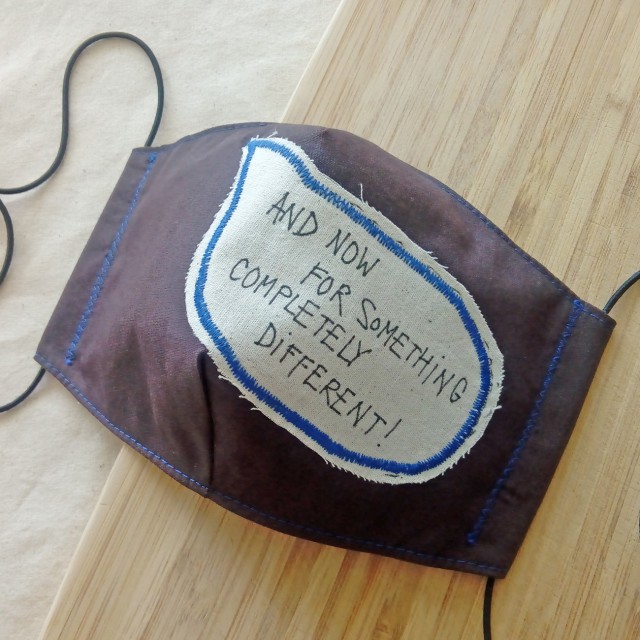 AND NOW
FOR SOMETHiNG
COMPLETELY
DIFFERENT!